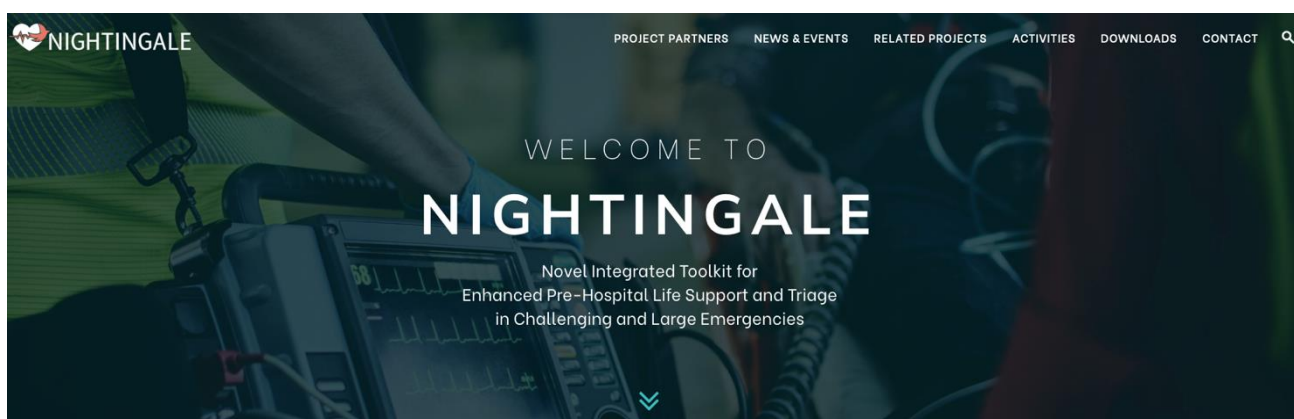 NIGHTINGALE
PROJECT PARTNERS NEWS & EVENTS RELATED PROJECTS ACTIVITIES DOWNLOADS CONTACT
WELCOME TO
NIGHTINGALE
Novel Integrated Toolkit for
Enhanced Pre-Hospital Life Support and Triage
in Challenging and Large Emergencies
68